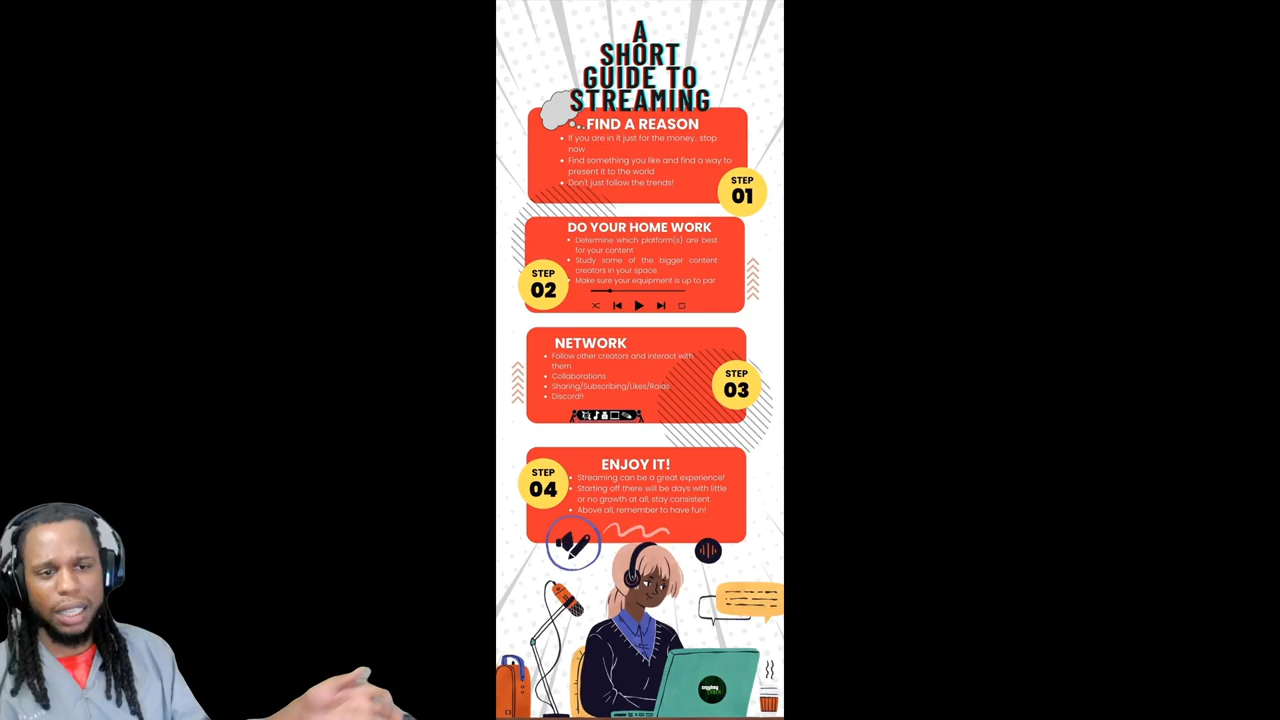 A
SHORT
GUIDE TO
STREAMING
FIND A REASON
If you are in it just for the money.. stop
now
Find something you like and find a way to
present it to the world
Don't just follow the trends!
STEP
01
DO YOUR HOME WORK
Determine which platform(s) are best
for your content
Study some of the bigger content
creators in your space
Make sure your equipment is up to par
STEP
02
NETWORK
Follow other creators and interact with
them.
Collaborations
Sharing/Subscribing/Likes/Raids
Discord!!
STEP
03
ENJOY IT!
Streaming can be a great experience!
Starting off there will be days with little
or no growth at all, stay consistent.
Above all, remember to have fun!
STEP
04